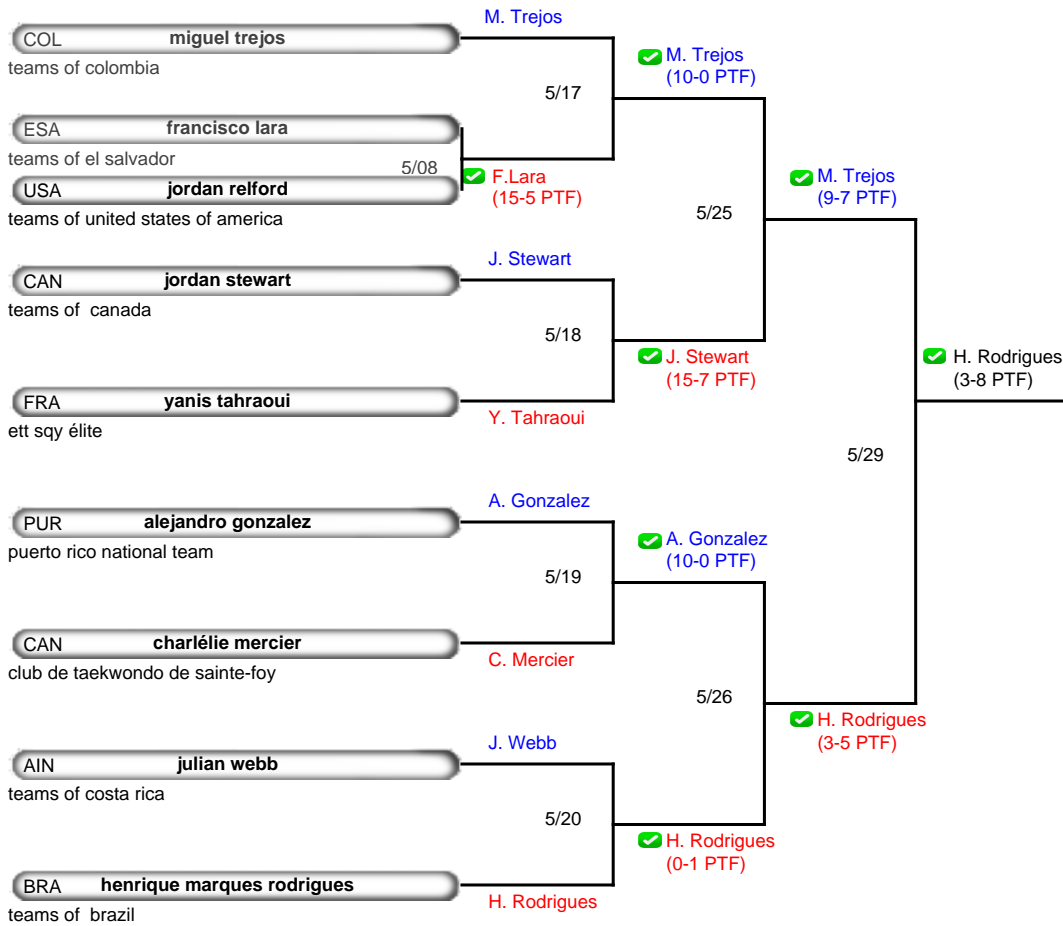 M. Trejos
COL miguel trejos
teams of colombia
M. Trejos
(10-0 PTF)
5/17
ESA francisco lara
teams of el salvador
5/08
F.Lara
(15-5 PTF)
USA jordan relford
teams of united states of america
M. Trejos
(9-7 PTF)
5/25
J. Stewart
CAN jordan stewart
teams of  canada
5/18
J. Stewart
(15-7 PTF)
FRA yanis tahraoui
ett sqy élite
Y. Tahraoui
H. Rodrigues
(3-8 PTF)
5/29
A. Gonzalez
PUR alejandro gonzalez
puerto rico national team
A. Gonzalez
(10-0 PTF)
5/19
CAN charlélie mercier
club de taekwondo de sainte-foy
C. Mercier
5/26
H. Rodrigues
(3-5 PTF)
J. Webb
AIN julian webb
teams of costa rica
5/20
H. Rodrigues
(0-1 PTF)
BRA henrique marques rodrigues
teams of  brazil
H. Rodrigues